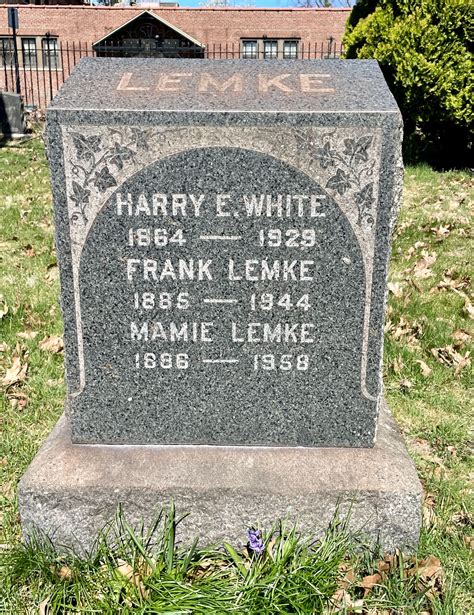 LEMKE
HARRY E. WHITE
1864 — 1929
FRANK LEMKE
1885 — 1944
MAMIE LEMKE
1886 — 1958